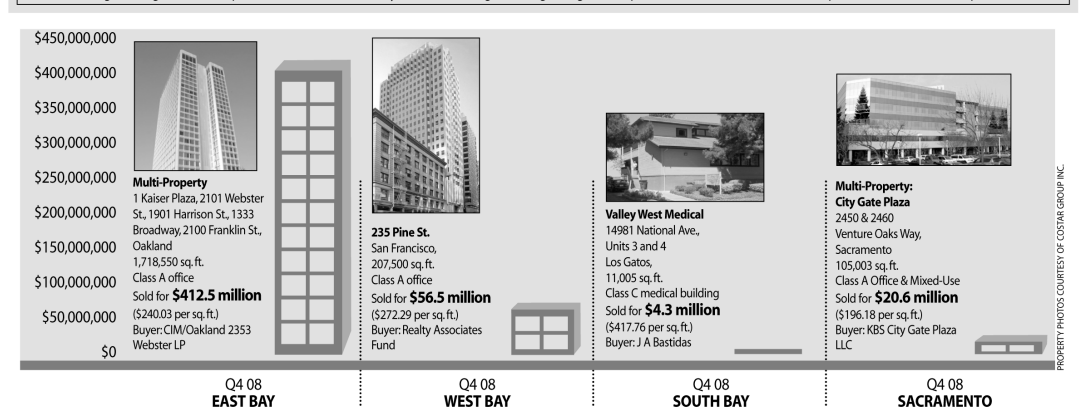 $450,000,000
$400,000,000
$350,000,000
$300,000,000
$250,000,000
$200,000,000
$150,000,000
$100,000,000
$50,000,000
$0
Multi-Property
1 Kaiser Plaza, 2101 Webster
St., 1901 Harrison St., 1333
Broadway, 2100 Franklin St.,
Oakland
1,718,550 sq. ft.
Class A office
Sold for $412.5 million
($240.03 per sq. ft.)
Buyer: CIM/Oakland 2353
Webster LP
235 Pine St.
San Francisco,
207,500 sq. ft.
Class A office
Sold for $56.5 million
($272.29 per sq. ft.)
Buyer: Realty Associates
Fund
Valley West Medical
14981 National Ave.,
Units 3 and 4
Los Gatos,
11,005 sq. ft.
Class C medical building
Sold for $4.3 million
($417.76 per sq. ft.)
Buyer: J A Bastidas
Multi-Property:
City Gate Plaza
2450 & 2460
Venture Oaks Way,
Sacramento
105,003 sq. ft.
Class A Office & Mixed-Use
Sold for $20.6 million
($196.18 per sq. ft.)
Buyer: KBS City Gate Plaza
LLC
PROPERTY PHOTOS COURTESY OF COSTAR GROUP INC.
Q4 08
EAST BAY
Q4 08
WEST BAY
Q4 08
SOUTH BAY
Q4 08
SACRAMENTO